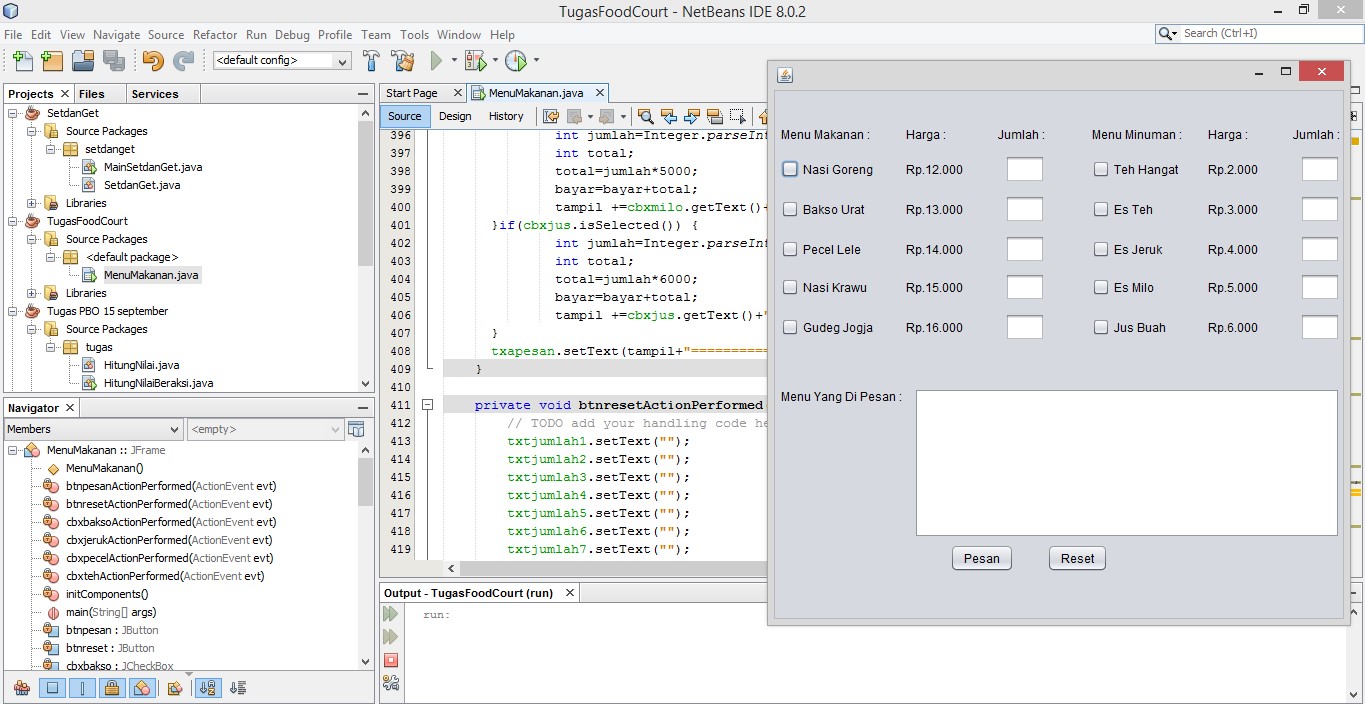 TugasFoodCourt - NetBeans IDE 8.0.2
File Edit View Navigate Source Refactor Run Debug Profile Team Tools Window Help
Search (Ctrl+I)
<default config>
Projects Files Services
SetdanGet
Source Packages
setdanget
MainSetdanGet.java
SetdanGet.java
Libraries
TugasFoodCourt
Source Packages
<default package>
MenuMakanan.java
Libraries
Tugas PBO 15 september
Source Packages
tugas
HitungNilai.java
HitungNilaiBeraksi.java
Navigator
Members <empty>
MenuMakanan :: JFrame
MenuMakanan()
btnpesanActionPerformed(ActionEvent evt)
btnresetActionPerformed(ActionEvent evt)
cbxbaksoActionPerformed(ActionEvent evt)
cbxjerukActionPerformed(ActionEvent evt)
cbxpecelActionPerformed(ActionEvent evt)
cbxtehActionPerformed(ActionEvent evt)
initComponents()
main(String[] args)
btnpesan : JButton
btnreset : JButton
cbxbakso : JCheckBox
Start Page MenuMakanan.java
Source Design History
396 int jumlah=Integer.parseInt
397 int total;
398 total=jumlah*5000;
399 bayar=bayar+total;
400 tampil +=cbxmilo.getText()+
401 }if(cbxjus.isSelected()) {
402 int jumlah=Integer.parseInt
403 int total;
404 total=jumlah*6000;
405 bayar=bayar+total;
406 tampil +=cbxjus.getText()+"
407 }
408 txapesan.setText(tampil+"==========
409 }
410
411 private void btnresetActionPerformed(
412 // TODO add your handling code he
413 txtjumlah1.setText("");
414 txtjumlah2.setText("");
415 txtjumlah3.setText("");
416 txtjumlah4.setText("");
417 txtjumlah5.setText("");
418 txtjumlah6.setText("");
419 txtjumlah7.setText("");
Output - TugasFoodCourt (run)
run:
Menu Makanan : Harga : Jumlah : Menu Minuman : Harga : Jumlah :
Nasi Goreng Rp.12.000 Teh Hangat Rp.2.000
Bakso Urat Rp.13.000 Es Teh Rp.3.000
Pecel Lele Rp.14.000 Es Jeruk Rp.4.000
Nasi Krawu Rp.15.000 Es Milo Rp.5.000
Gudeg Jogja Rp.16.000 Jus Buah Rp.6.000
Menu Yang Di Pesan :
Pesan Reset